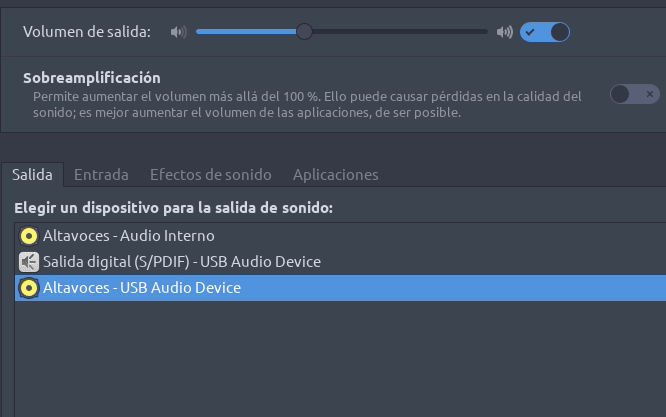 Volumen de salida:
Sobreamplificación
Permite aumentar el volumen más allá del 100 %. Ello puede causar pérdidas en la calidad del
sonido; es mejor aumentar el volumen de las aplicaciones, de ser posible.
Salida Entrada Efectos de sonido Aplicaciones
Elegir un dispositivo para la salida de sonido:
Altavoces - Audio Interno
Salida digital (S/PDIF) - USB Audio Device
Altavoces - USB Audio Device